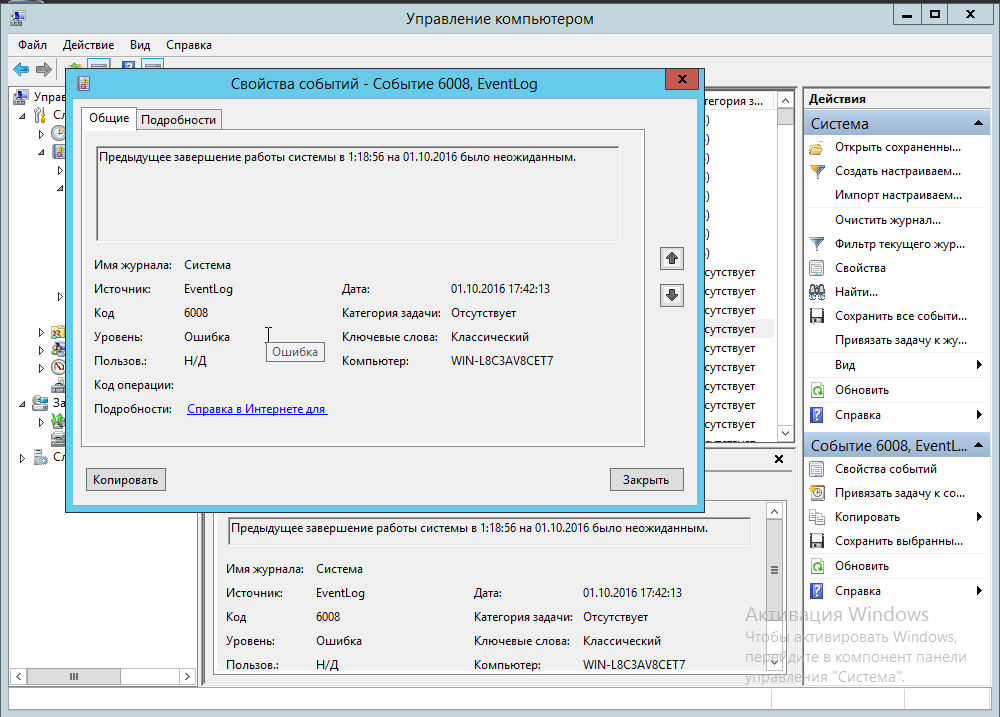 Управление компьютером
Файл Действие Вид Справка
Свойства событий - Событие 6008, EventLog
Общие Подробности
Предыдущее завершение работы системы в 1:18:56 на 01.10.2016 было неожиданным.
Имя журнала: Система
Источник: EventLog Дата: 01.10.2016 17:42:13
Код 6008 Категория задачи: Отсутствует
Уровень: Ошибка Ключевые слова: Классический
Ошибка
Пользов.: Н/Д Компьютер: WIN-L8C3AV8CET7
Код операции:
Подробности: Справка в Интернете для
Копировать Закрыть
Действия
Система
Открыть сохраненны...
Создать настраиваем...
Импорт настраиваем...
Очистить журнал...
Фильтр текущего жур...
Свойства
Найти...
Сохранить все событи...
Привязать задачу к жу...
Вид
Обновить
Справка
Событие 6008, EventL...
Свойства событий
Привязать задачу к со...
Копировать
Сохранить выбранны...
Обновить
Справка
Предыдущее завершение работы системы в 1:18:56 на 01.10.2016 было неожиданным.
Имя журнала: Система
Источник: EventLog Дата: 01.10.2016 17:42:13
Код 6008 Категория задачи: Отсутствует
Уровень: Ошибка Ключевые слова: Классический
Пользов.: Н/Д Компьютер: WIN-L8C3AV8CET7
Активация Windows
Чтобы активировать Windows,
перейдите в компонент панели
управления "Система".